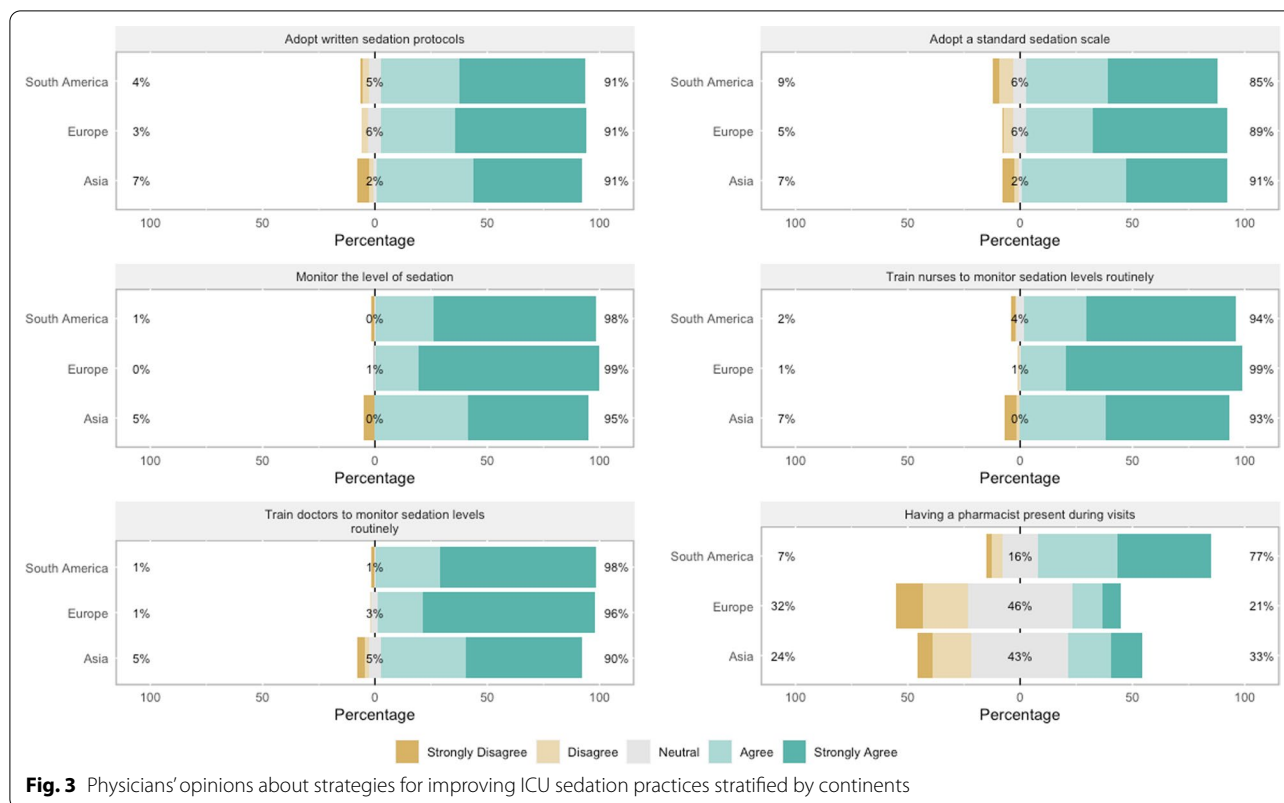 Adopt written sedation protocols
South America 4% 5% 91%
Europe 3% 6% 91%
Asia 7% 2% 91%
100 50 0 50 100
Percentage
Adopt a standard sedation scale
South America 9% 6% 85%
Europe 5% 6% 89%
Asia 7% 2% 91%
100 50 0 50 100
Percentage
Monitor the level of sedation
South America 1% 0% 98%
Europe 0% 1% 99%
Asia 5% 0% 95%
100 50 0 50 100
Percentage
Train nurses to monitor sedation levels routinely
South America 2% 4% 94%
Europe 1% 1% 99%
Asia 7% 0% 93%
100 50 0 50 100
Percentage
Train doctors to monitor sedation levels
routinely
South America 1% 1% 98%
Europe 1% 3% 96%
Asia 5% 5% 90%
100 50 0 50 100
Percentage
Having a pharmacist present during visits
South America 7% 16% 77%
Europe 32% 46% 21%
Asia 24% 43% 33%
100 50 0 50 100
Percentage
Strongly Disagree Disagree Neutral Agree Strongly Agree
Fig. 3 Physicians' opinions about strategies for improving ICU sedation practices stratified by continents